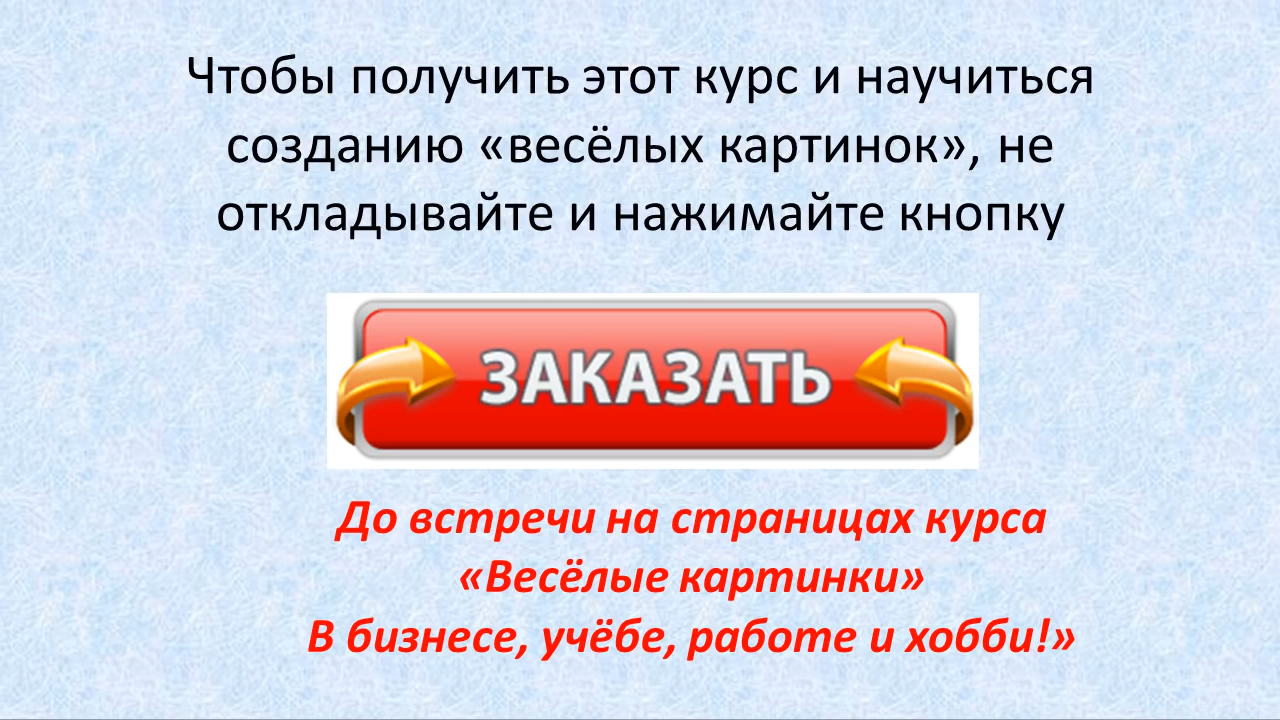 Чтобы получить этот курс и научиться
созданию «весёлых картинок», не
откладывайте и нажимайте кнопку
ЗАКАЗАТЬ
До встречи на страницах курса
«Весёлые картинки»
В бизнесе, учёбе, работе и хобби!»